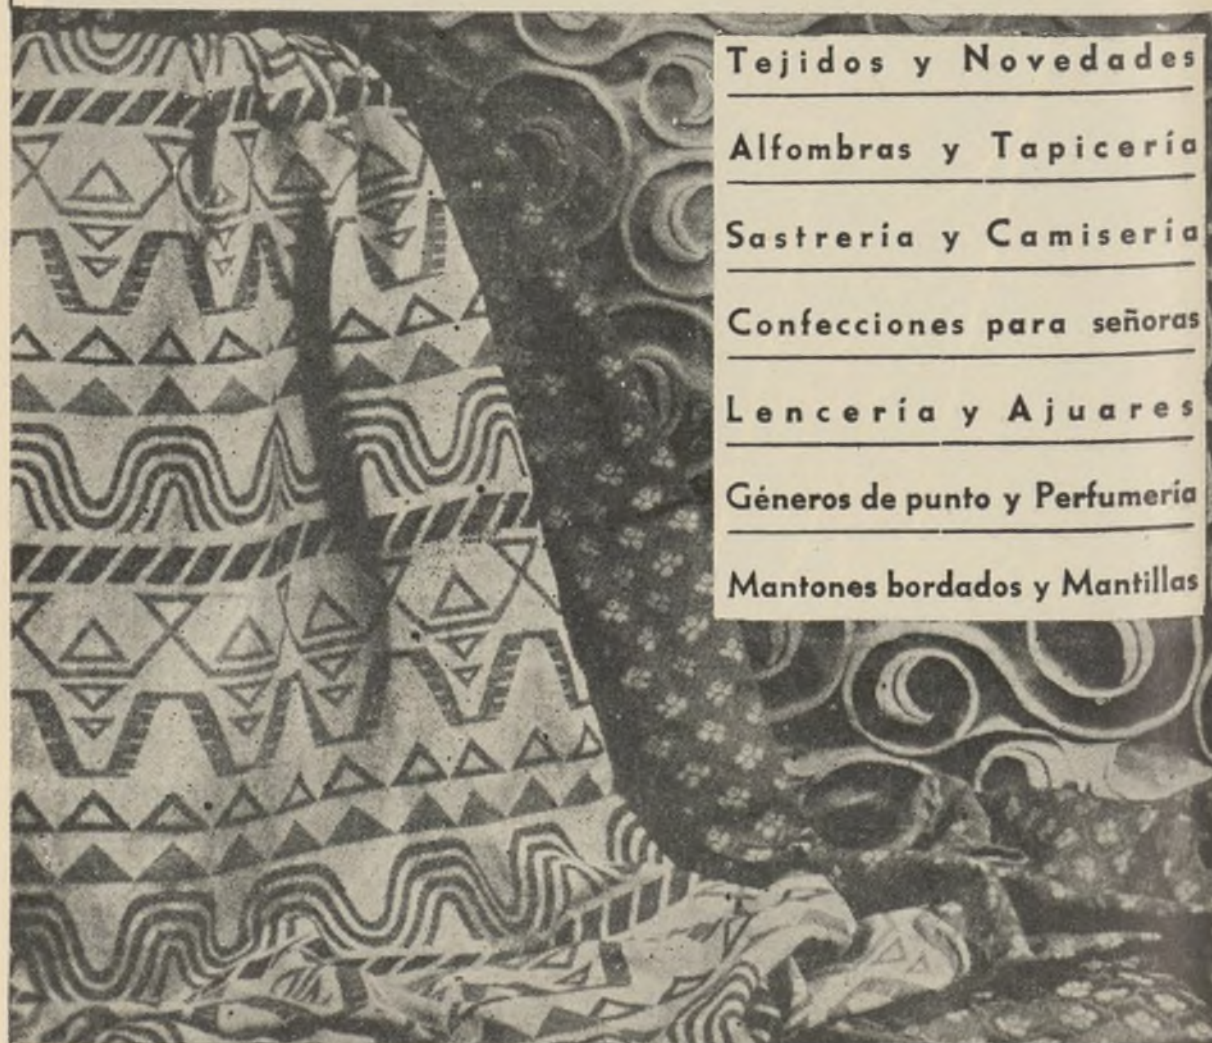 Tejidos y Novedades
Alfombras y Tapicería
Sastrería y Camisería
Confecciones para señoras
Lencería y Ajuares
Géneros de punto y Perfumería
Mantones bordados y Mantillas